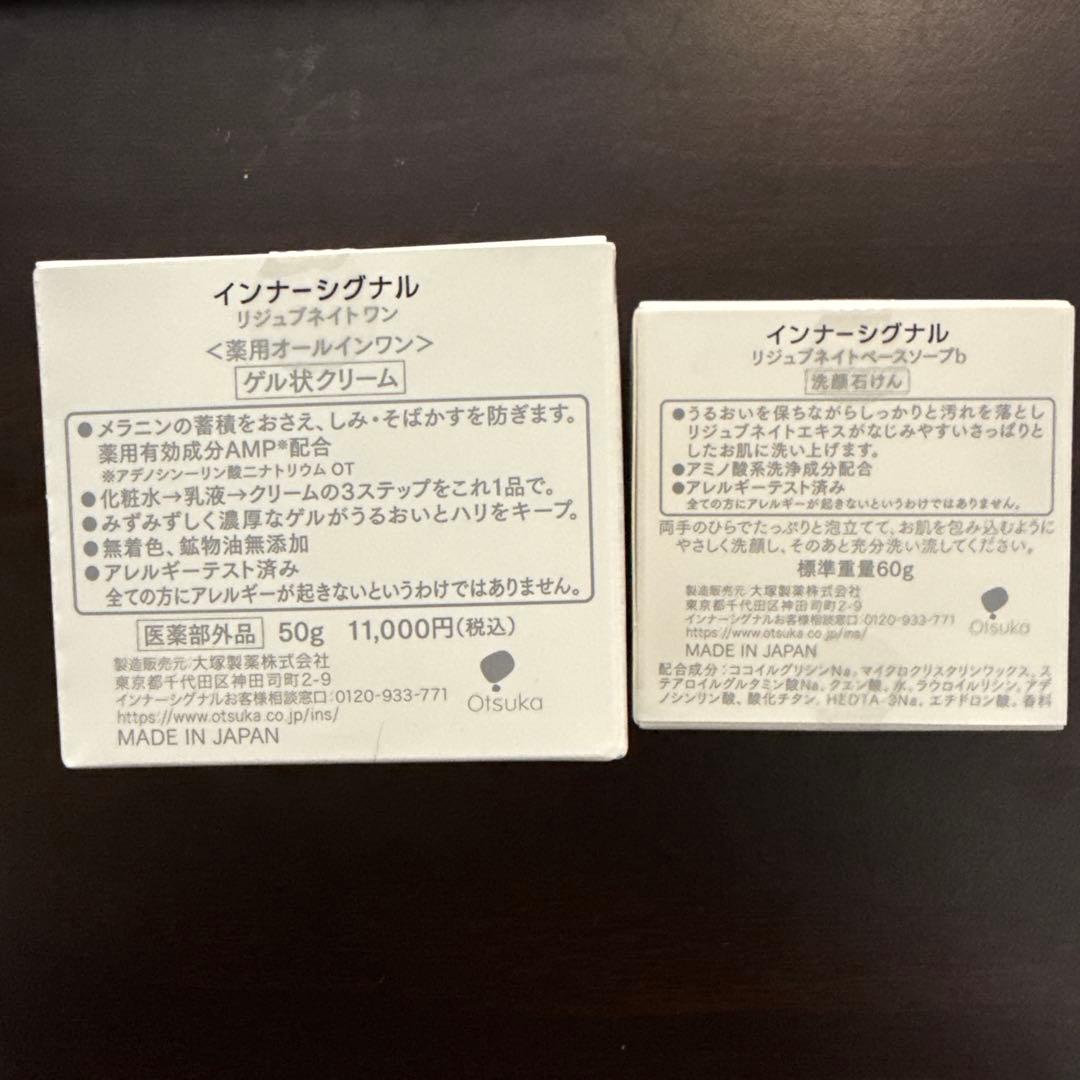 インナーシグナル
リジュブネイトワン
＜薬用オールインワン＞
ゲル状クリーム
●メラニンの蓄積をおさえ、しみ・そばかすを防ぎます。
薬用有効成分AMP※配合
※アデノシン一リン酸二ナトリウム OT
●化粧水→乳液→クリームの3ステップをこれ1品で。
●みずみずしく濃厚なゲルがうるおいとハリをキープ。
●無着色、鉱物油無添加
●アレルギーテスト済み
全ての方にアレルギーが起きないというわけではありません。
医薬部外品 50g 11,000円(税込)
製造販売元:大塚製薬株式会社
東京都千代田区神田司町2-9
インナーシグナルお客様相談窓口:0120-933-771
https://www.otsuka.co.jp/ins/
MADE IN JAPAN
Otsuka
インナーシグナル
リジュブネイトベースソープb
洗顔石けん
●うるおいを保ちながらしっかりと汚れを落とし
リジュブネイトエキスがなじみやすいさっぱりと
したお肌に洗い上げます。
●アミノ酸系洗浄成分配合
●アレルギーテスト済み
全ての方にアレルギーが起きないというわけではありません。
両手のひらでたっぷりと泡立てて、お肌を包み込むように
やさしく洗顔し、そのあと充分洗い流してください。
標準重量60g
製造販売元:大塚製薬株式会社
東京都千代田区神田司町2-9
インナーシグナルお客様相談窓口:0120-933-771
https://www.otsuka.co.jp/ins/
MADE IN JAPAN
Otsuka
配合成分:ココイルグリシンNa、マイクロクリスタリンワックス、ス
テアロイルグルタミン酸Na、クエン酸、水、ラウロイルリシン、アデ
ノシンリン酸、酸化チタン、HEDTA-3Na、エチドロン酸、香料